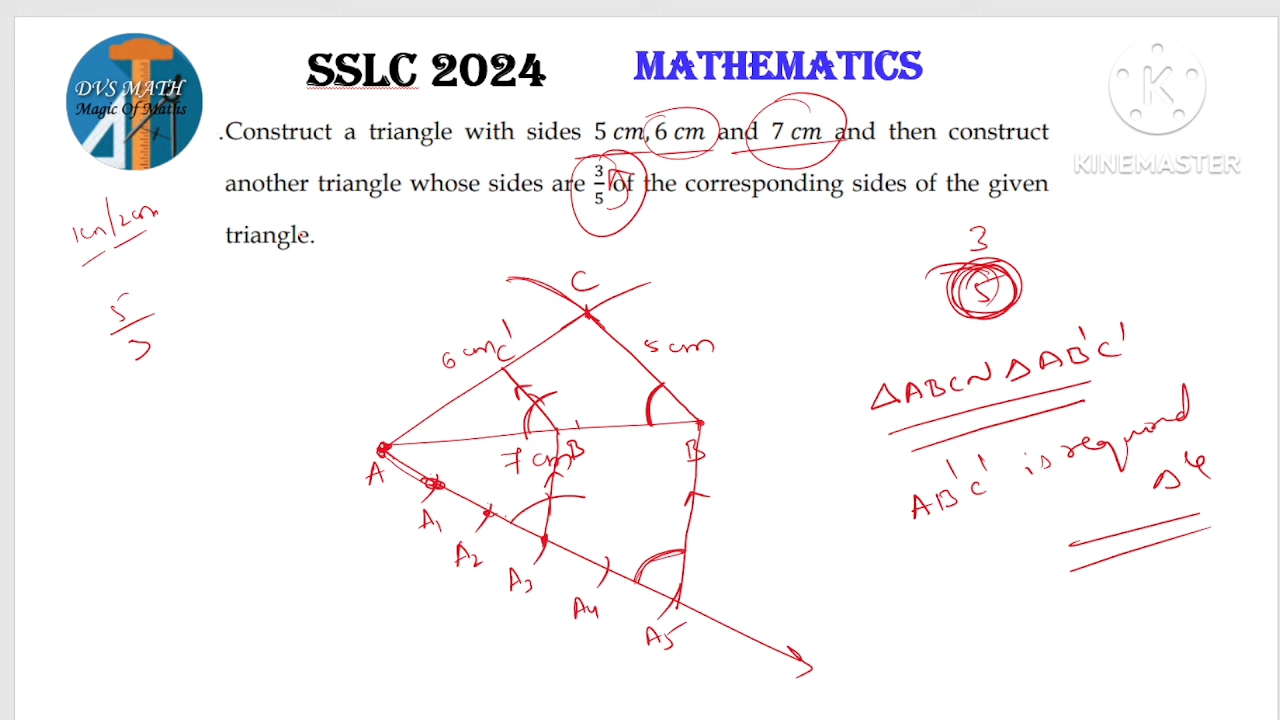 DVS MATH
Magic Of Maths
SSLC 2024
MATHEMATICS
K
KINEMASTER
.Construct a triangle with sides 5 cm, 6 cm and 7 cm and then construct
another triangle whose sides are 3/5 of the corresponding sides of the given
triangle.
1cm/2cm
5/3
3
5
C
6 cm
C'
5 cm
A
7 cm
B'
B
A1
A2
A3
A4
A5
△ABC ~ △AB'C'
AB'C' is required
△le